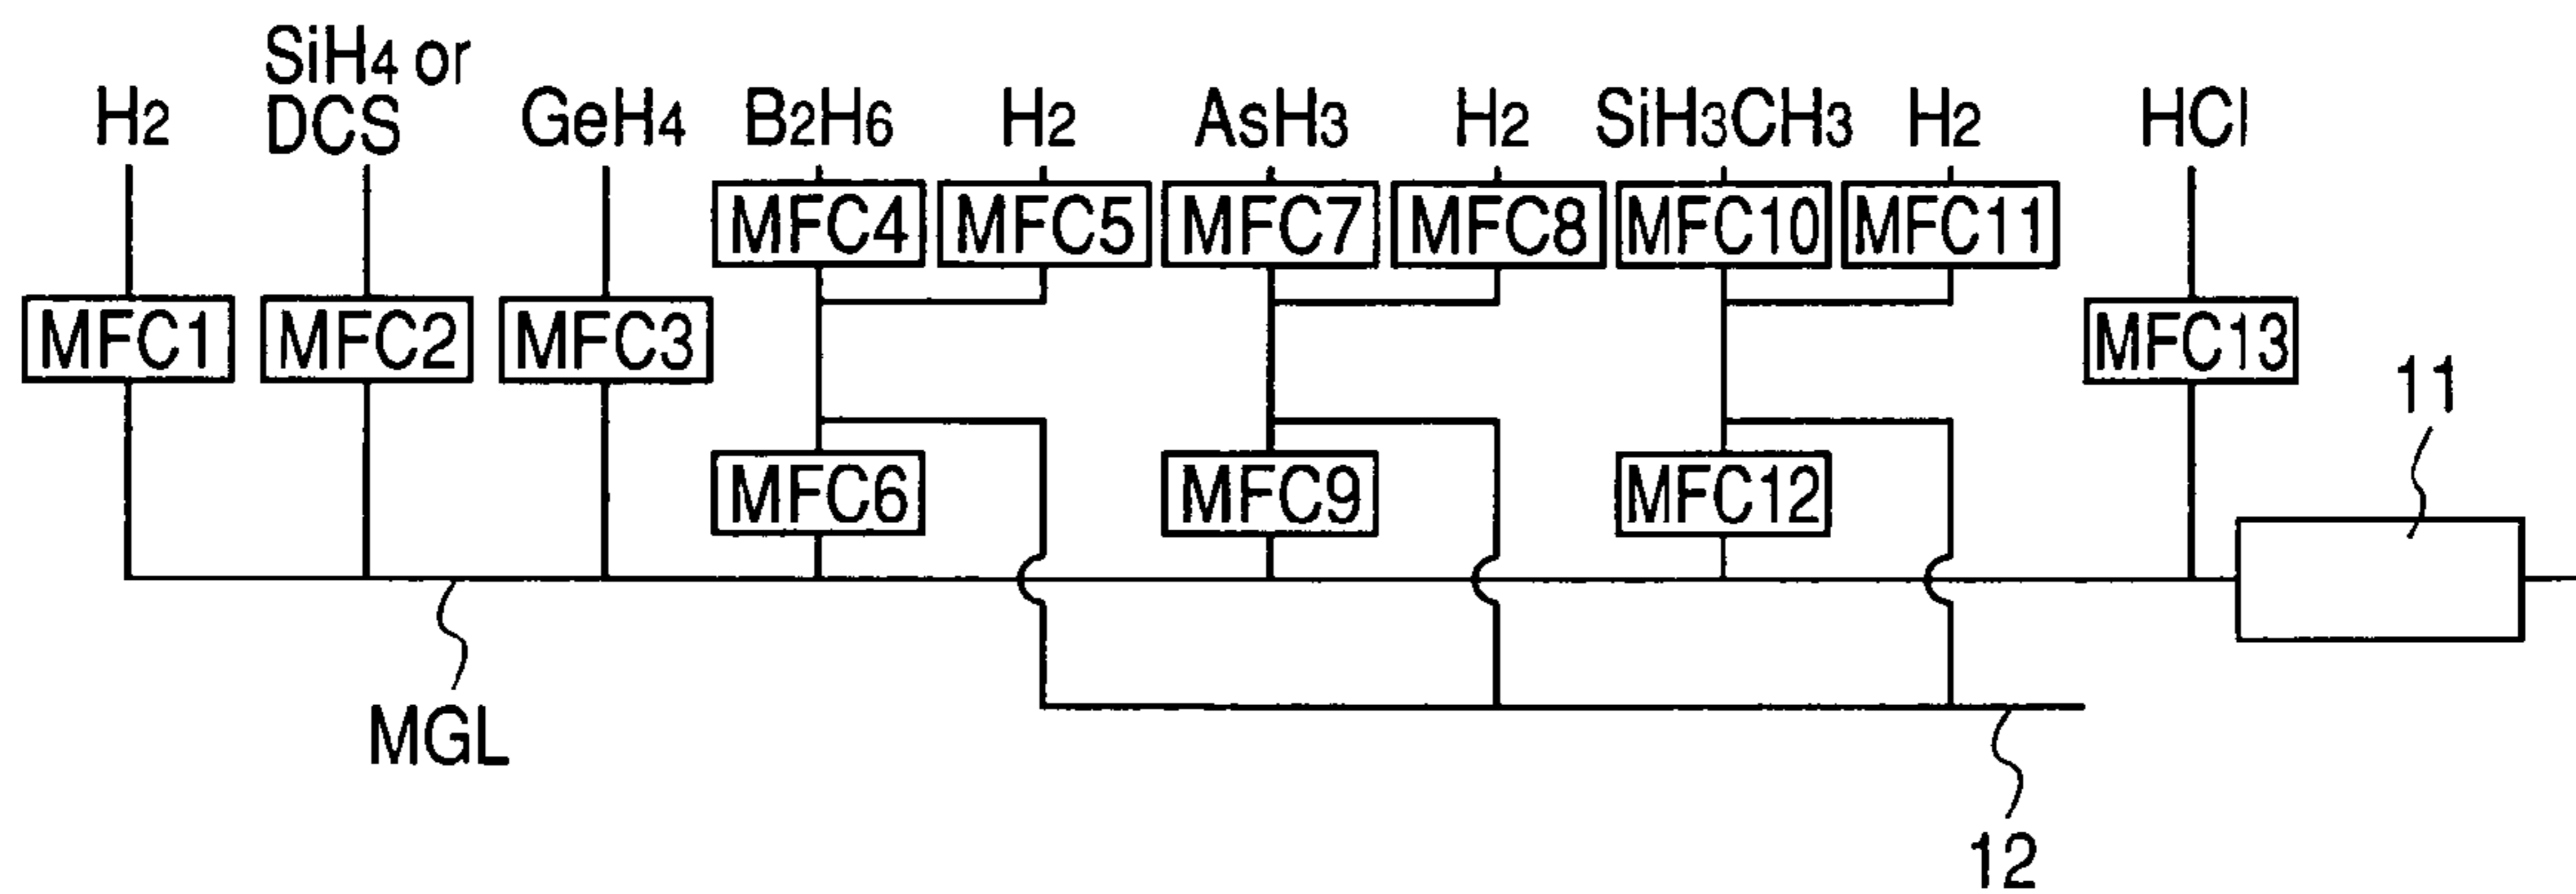 H2
SiH4 or
DCS
GeH4
B2H6
H2
AsH3
H2
SiH3CH3
H2
HCl
MFC4
MFC5
MFC7
MFC8
MFC10
MFC11
MFC1
MFC2
MFC3
MFC13
11
MFC6
MFC9
MFC12
MGL
12